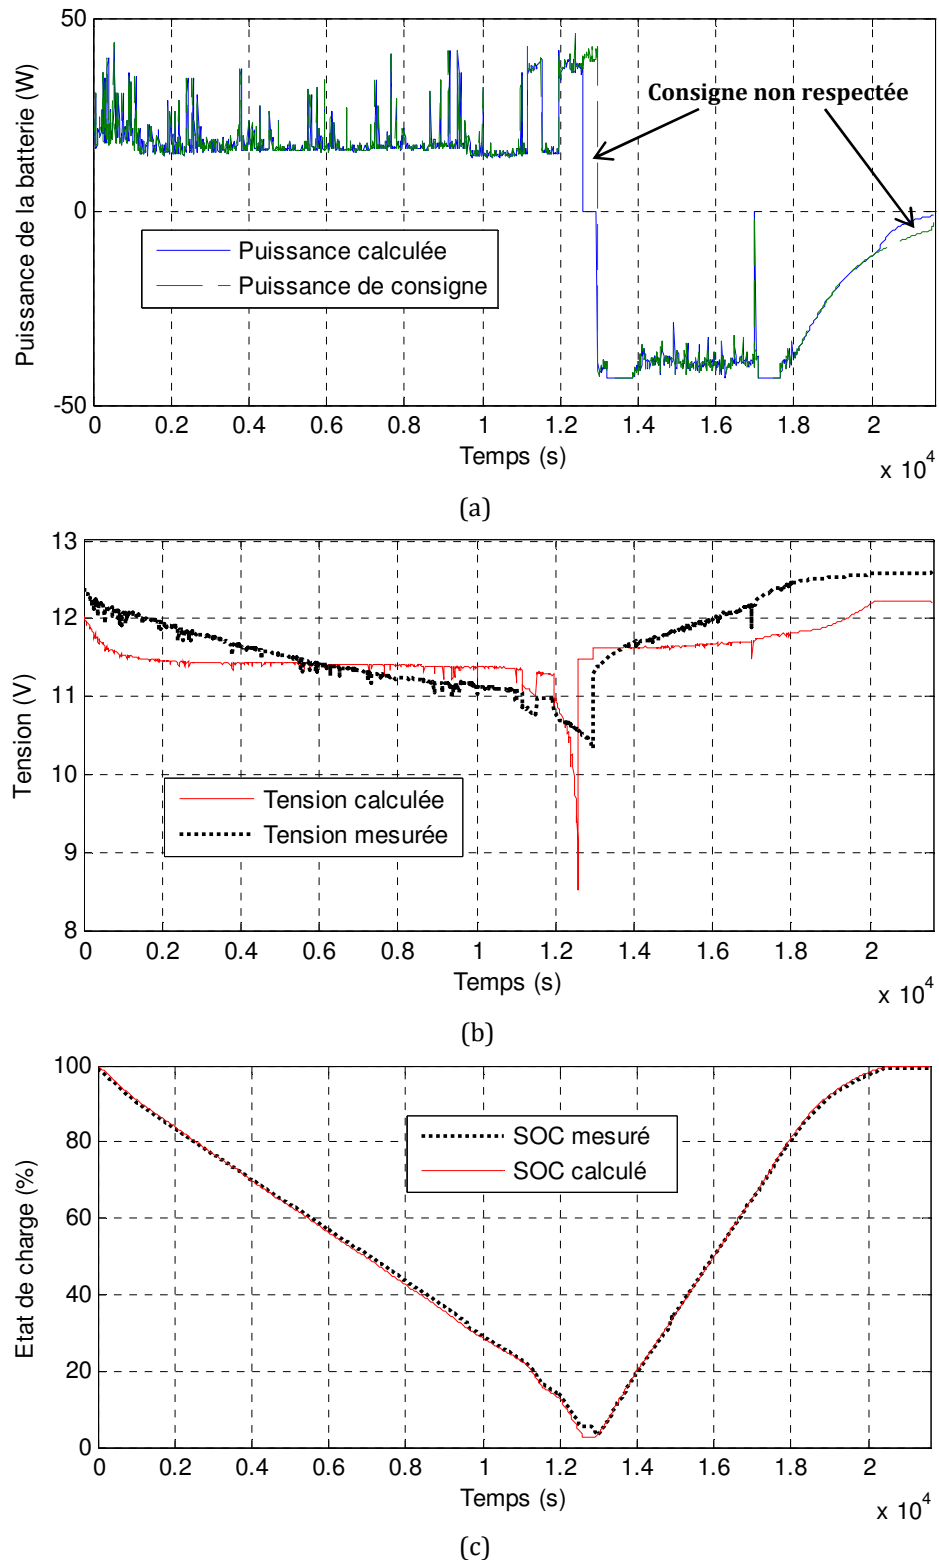 50
Consigne non respectée
Puissance de la batterie (W)
0
Puissance calculée
Puissance de consigne
-50
0 0.2 0.4 0.6 0.8 1 1.2 1.4 1.6 1.8 2
Temps (s)
x 10^4
(a)
13
12
11
Tension (V)
10
Tension calculée
Tension mesurée
9
8
0 0.2 0.4 0.6 0.8 1 1.2 1.4 1.6 1.8 2
Temps (s)
x 10^4
(b)
100
SOC mesuré
80
SOC calculé
60
Etat de charge (%)
40
20
0
0 0.2 0.4 0.6 0.8 1 1.2 1.4 1.6 1.8 2
Temps (s)
x 10^4
(c)